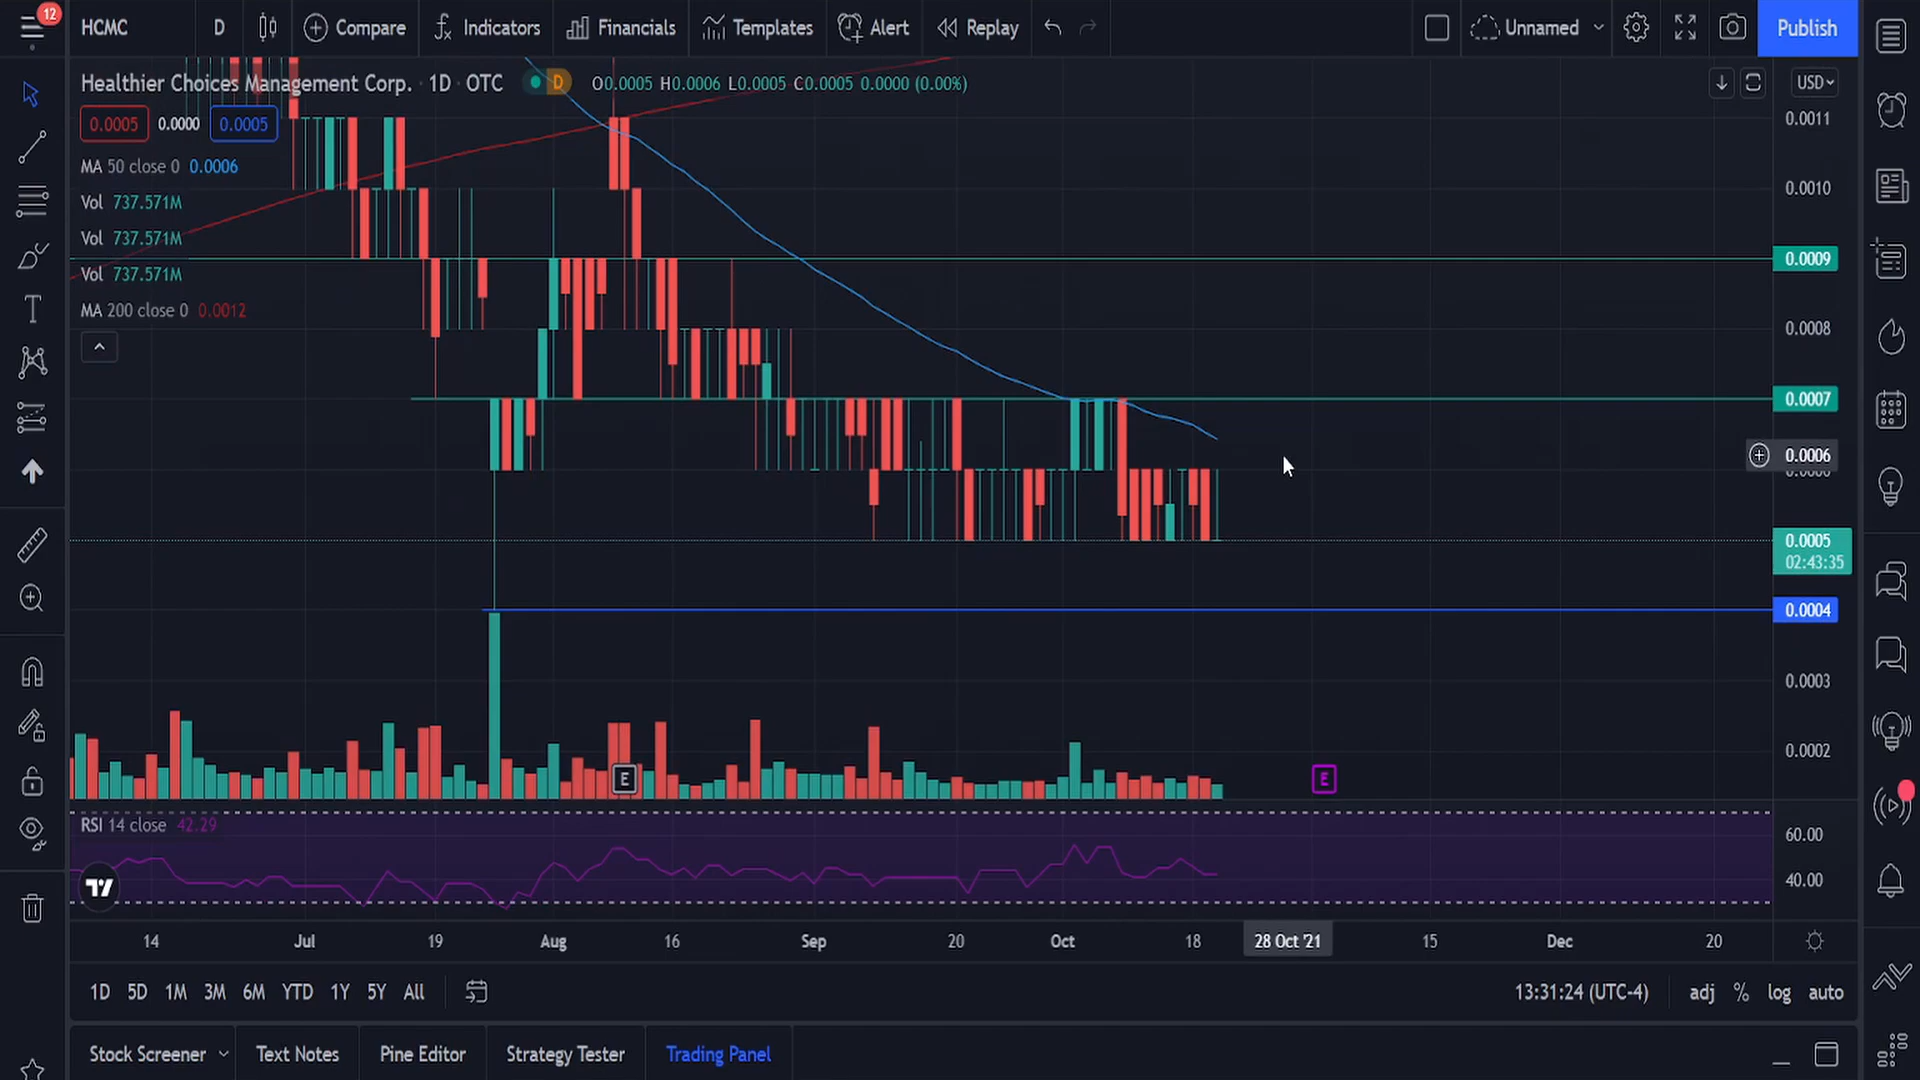 12
HCMC D Compare Indicators Financials Templates Alert Replay Unnamed Publish
Healthier Choices Management Corp. · 1D · OTC D O0.0005 H0.0006 L0.0005 C0.0005 0.0000 (0.00%)
USD
0.0005 0.0000 0.0005
MA 50 close 0 0.0006
Vol 737.571M
Vol 737.571M
Vol 737.571M
MA 200 close 0 0.0012
0.0011
0.0010
0.0009
0.0008
0.0007
0.0006
0.0005
02:43:35
0.0004
0.0003
0.0002
E E
RSI 14 close 42.29
60.00
40.00
14 Jul 19 Aug 16 Sep 20 Oct 18 28 Oct '21 15 Dec 20
1D 5D 1M 3M 6M YTD 1Y 5Y All 13:31:24 (UTC-4) adj % log auto
Stock Screener Text Notes Pine Editor Strategy Tester Trading Panel